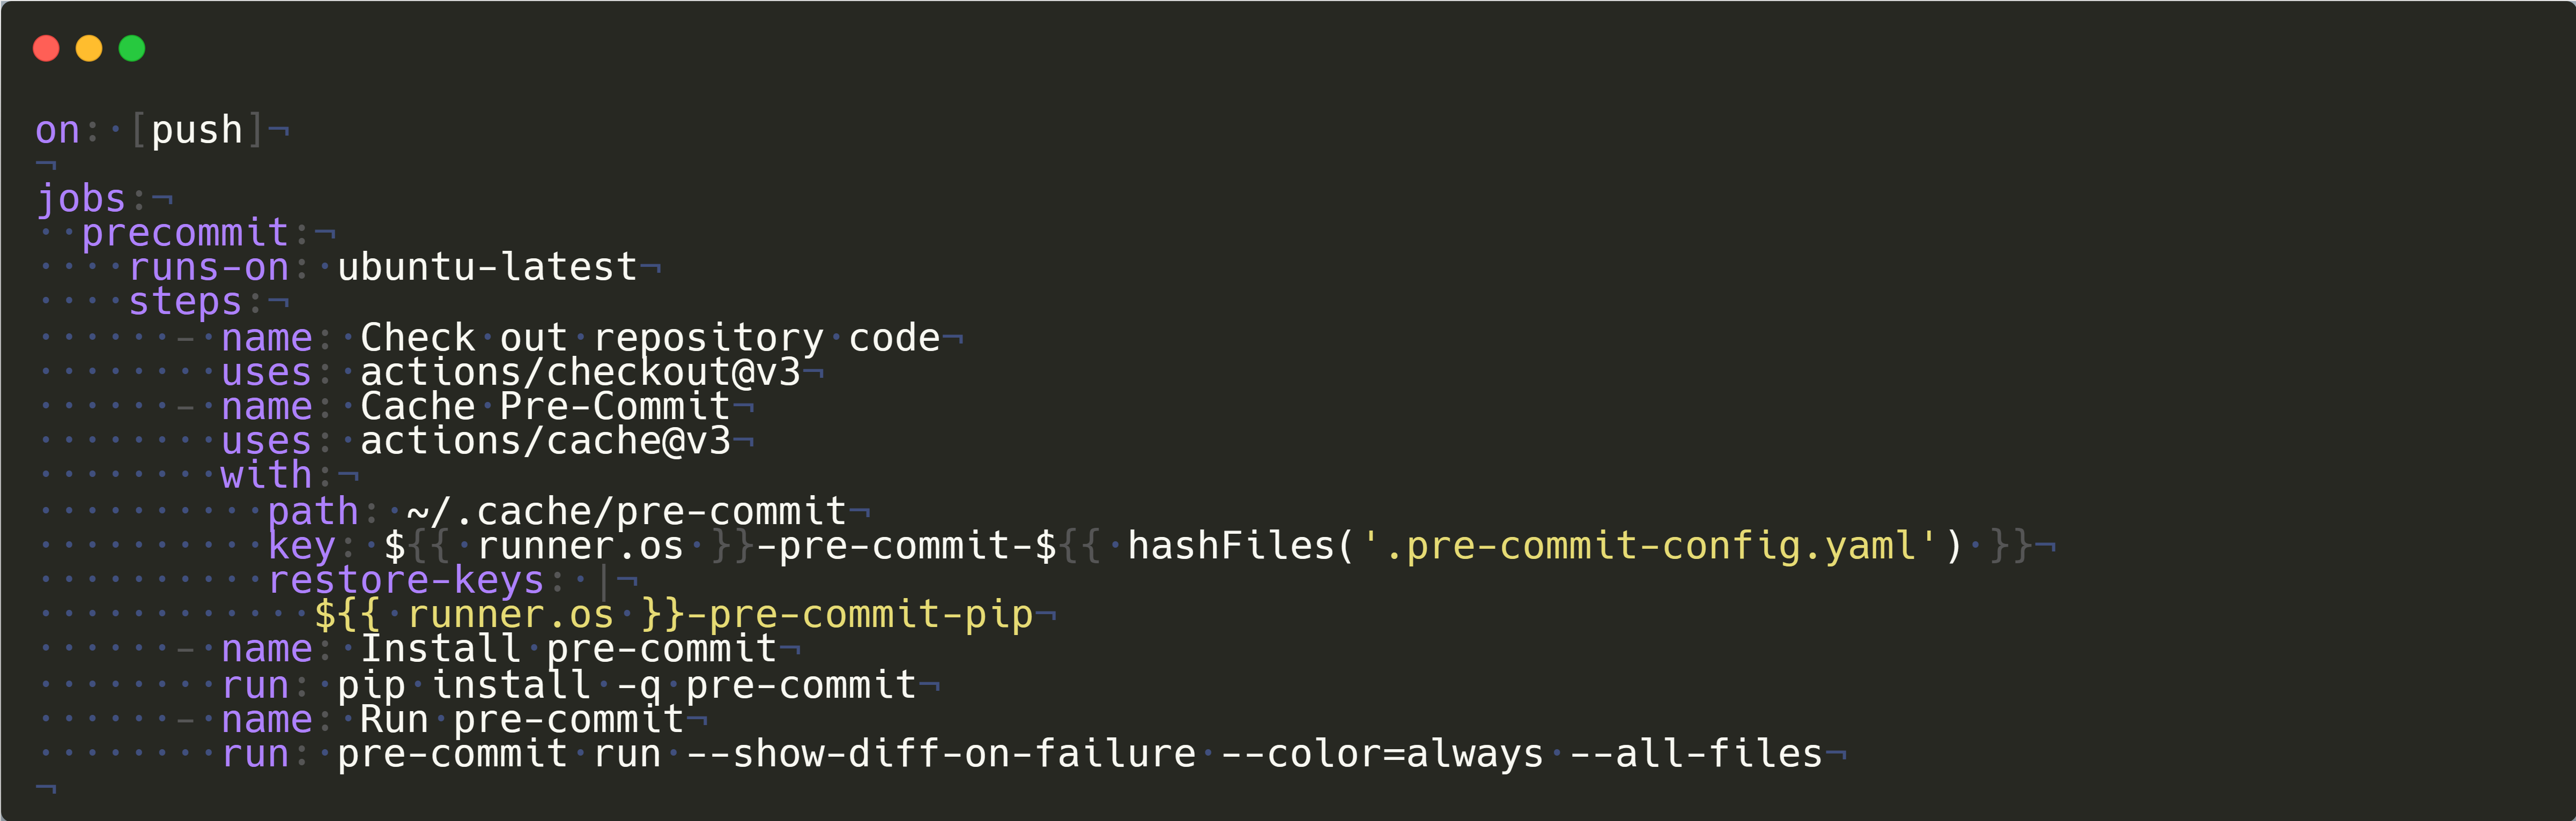 on: [push]¬
¬
jobs:¬
··precommit:¬
····runs-on:·ubuntu-latest¬
····steps:¬
······-·name:·Check·out·repository·code¬
········uses:·actions/checkout@v3¬
······-·name:·Cache·Pre-Commit¬
········uses:·actions/cache@v3¬
········with:¬
··········path:·~/.cache/pre-commit¬
··········key:·${{·runner.os·}}-pre-commit-${{·hashFiles('.pre-commit-config.yaml')·}}¬
··········restore-keys:·|¬
············${{·runner.os·}}-pre-commit-pip¬
······-·name:·Install·pre-commit¬
········run:·pip·install·-q·pre-commit¬
······-·name:·Run·pre-commit¬
········run:·pre-commit·run·--show-diff-on-failure·--color=always·--all-files¬
¬